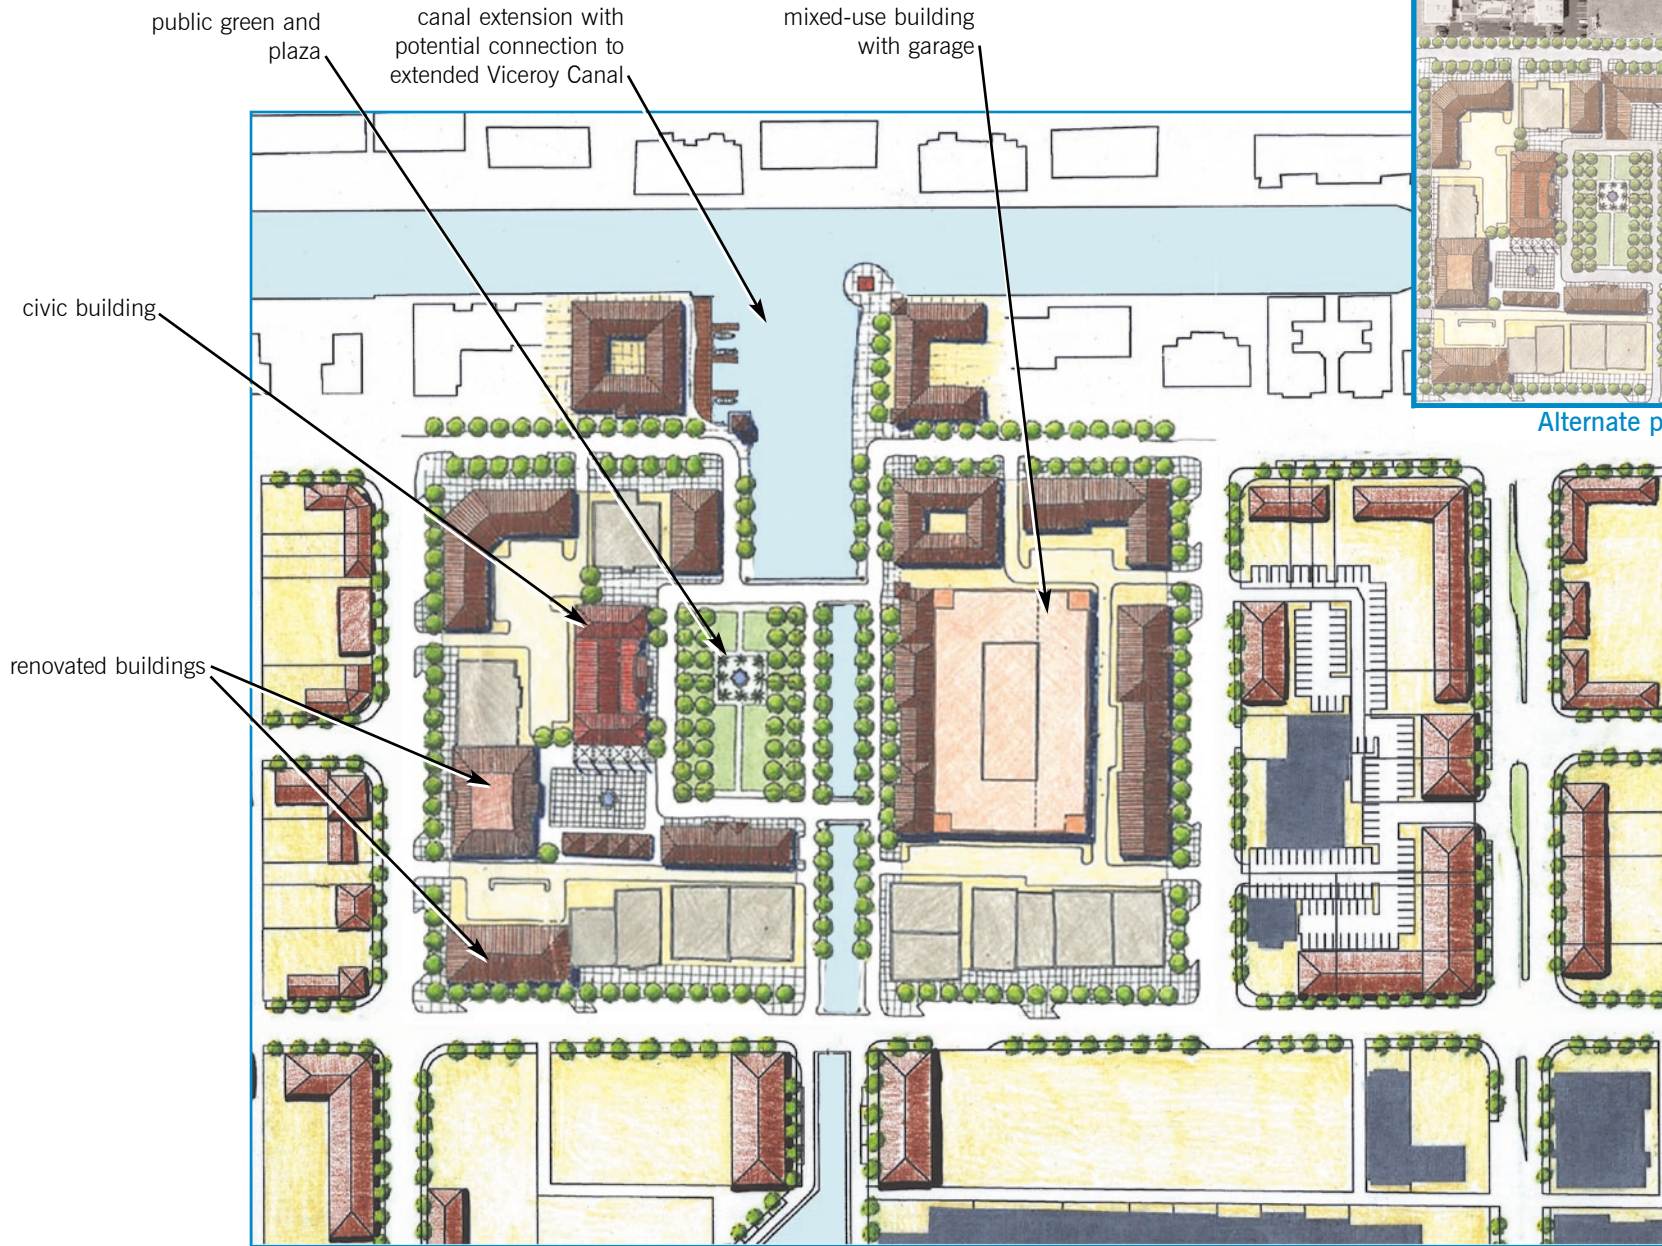 public green and
plaza
canal extension with
potential connection to
extended Viceroy Canal
mixed-use building
with garage
civic building
renovated buildings
Alternate p